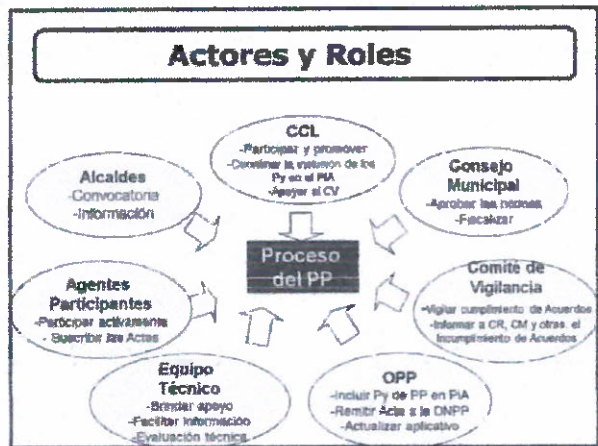 Actores y Roles
CCL
-Participar y promover
-Coordinar la inclusión de los
Py en el PIA
-Apoyar al CV
Alcaldes
-Convocatoria
-Información
Consejo
Municipal
-Aprobar las normas
-Fiscalizar
Proceso
del PP
Agentes
Participantes
-Participar activamente
- Suscribir las Actas
Comité de
Vigilancia
-Vigilar cumplimiento de Acuerdos
-Informar a CR, CM y otras, el
Incumplimiento de Acuerdos
Equipo
Técnico
-Brindar apoyo
-Facilitar información
-Evaluación técnica
OPP
-Incluir Py de PP en PIA
-Remitir Acta a la DNPP
-Actualizar aplicativo